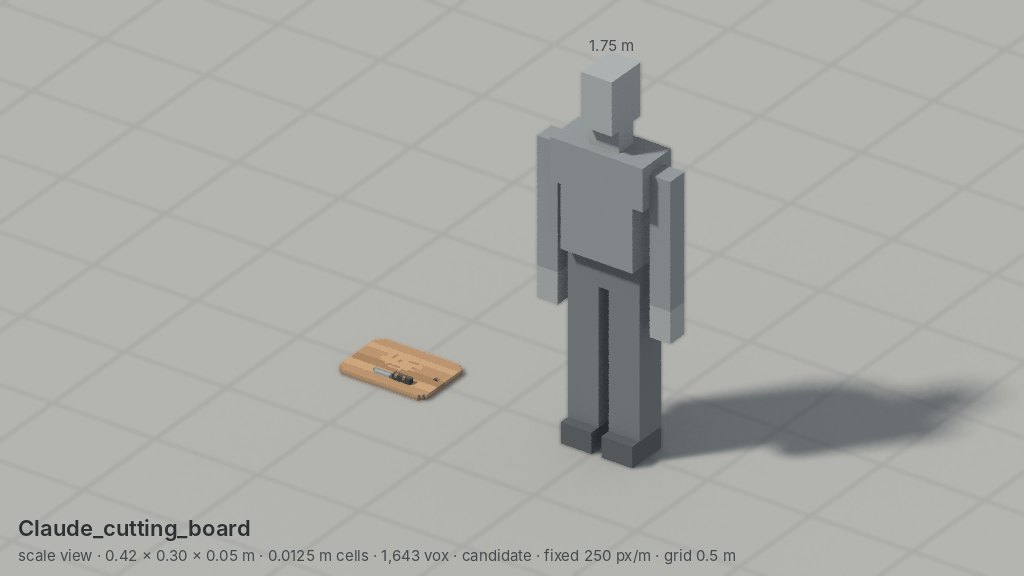 1.75 m
Claude_cutting_board
scale view · 0.42 × 0.30 × 0.05 m · 0.0125 m cells · 1,643 vox · candidate · fixed 250 px/m · grid 0.5 m